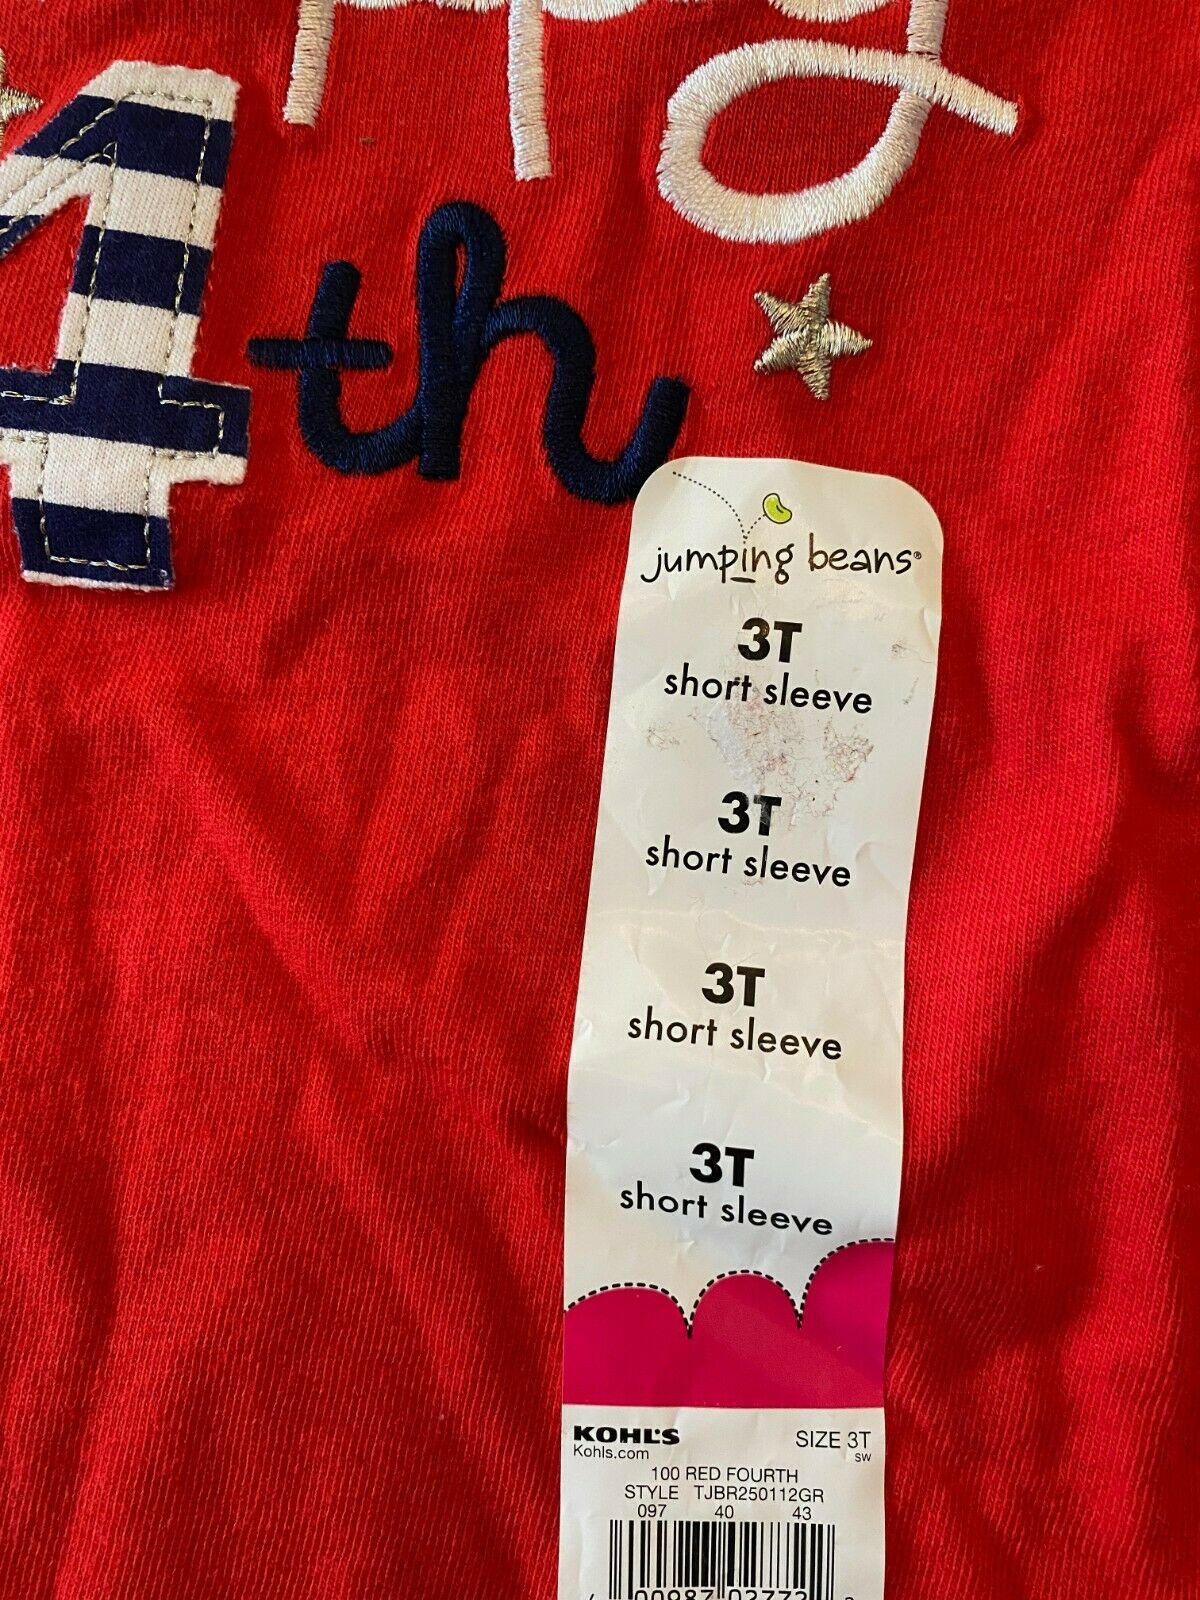 4th
jumping beans®
3T
short sleeve
3T
short sleeve
3T
short sleeve
3T
short sleeve
KOHL'S
SIZE 3T
Kohls.com
SW
100 RED FOURTH
STYLE TJBR250112GR
097 40 43